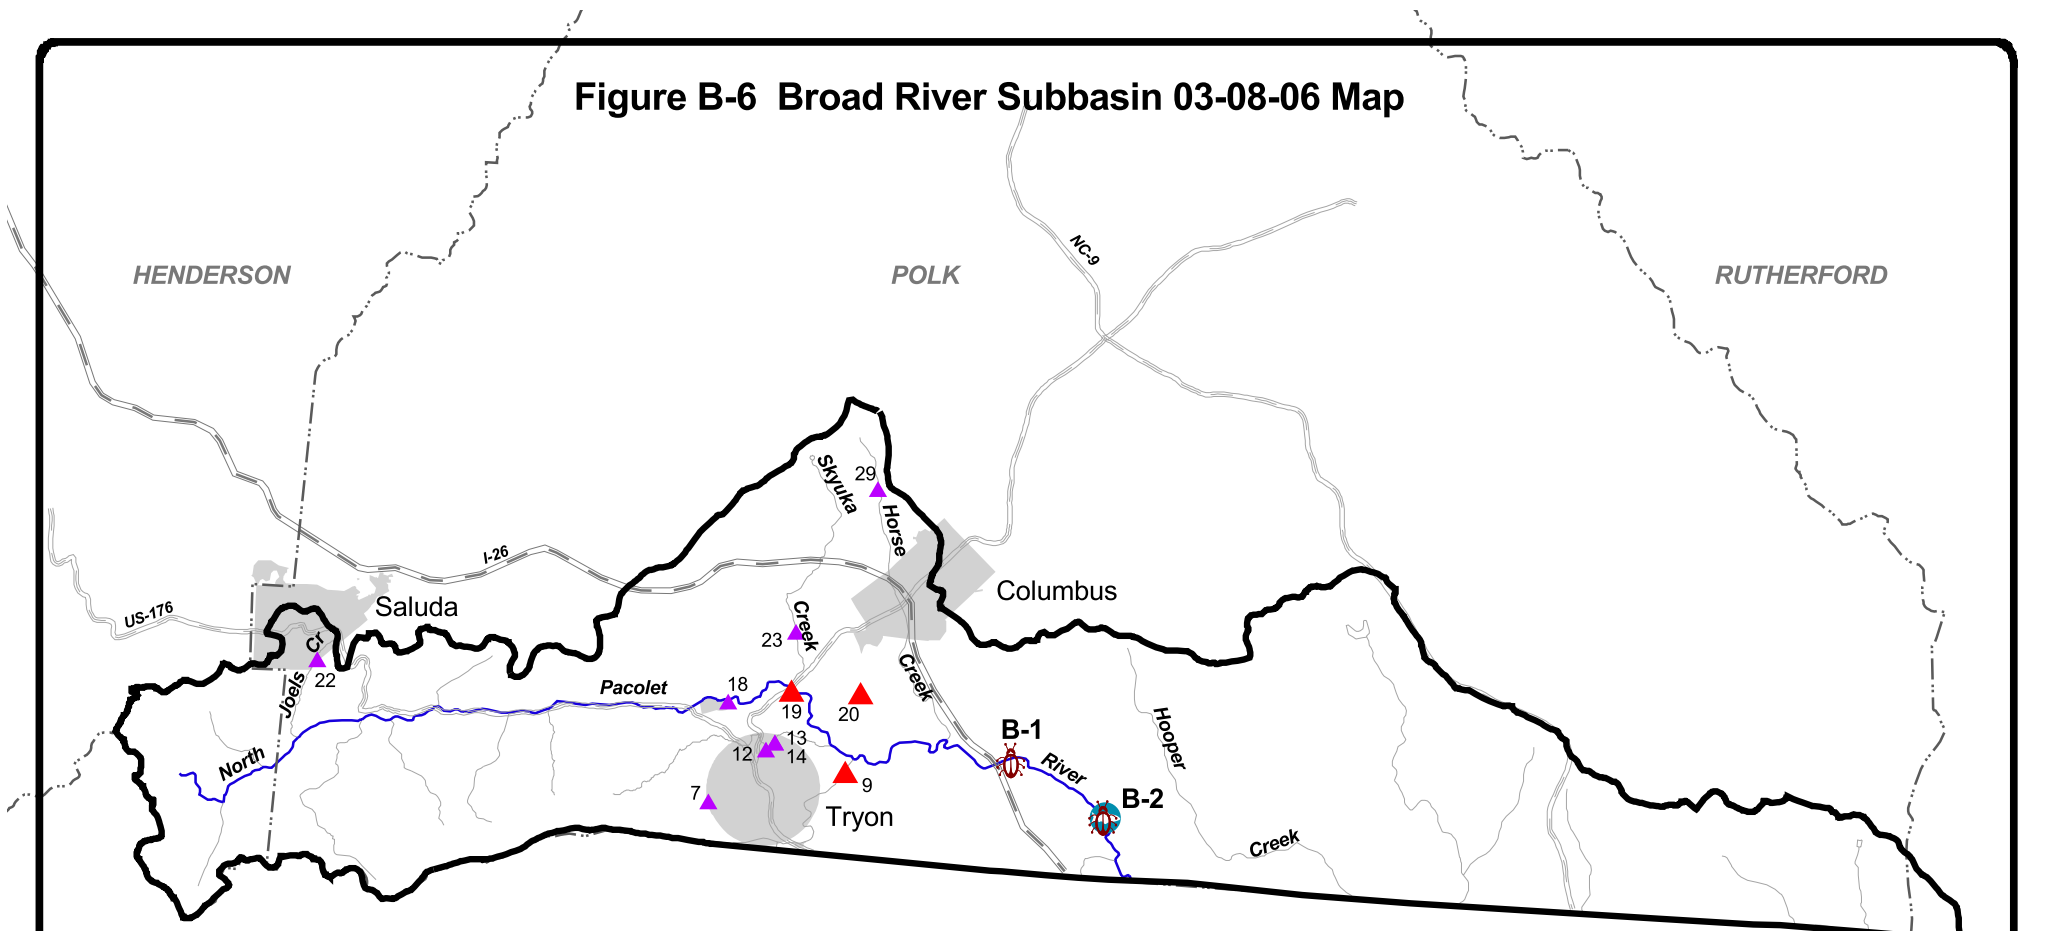 Figure B-6  Broad River Subbasin 03-08-06 Map
HENDERSON
POLK
RUTHERFORD
NC-9
Skyuka
29
Horse
I-26
Columbus
US-176
Saluda
Creek
23
Cr
22
Joels
Creek
Pacolet
18
19
20
Hooper
B-1
North
12
13
14
River
7
9
B-2
Tryon
Creek